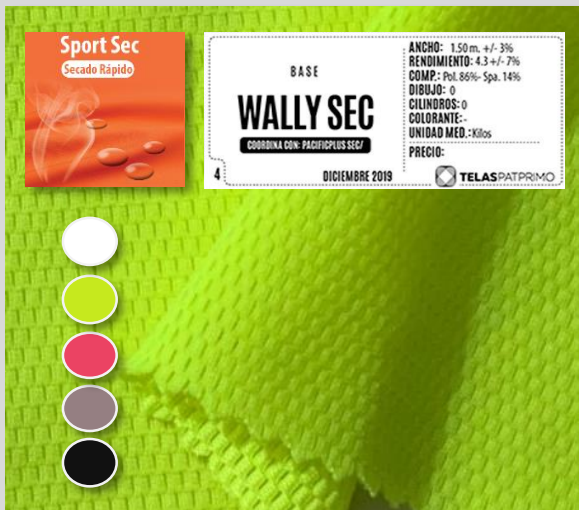 Sport Sec
Secado Rápido
BASE
WALLY SEC
COORDINA CON: PACIFICPLUS SEC/
4
DICIEMBRE 2019
ANCHO: 1.50 m. +/- 3%
RENDIMIENTO: 4.3 +/- 7%
COMP.: Pol. 86%- Spa. 14%
DIBUJO: 0
CILINDROS: 0
COLORANTE:-
UNIDAD MED.:Kilos
PRECIO:
TELASPATPRIMO